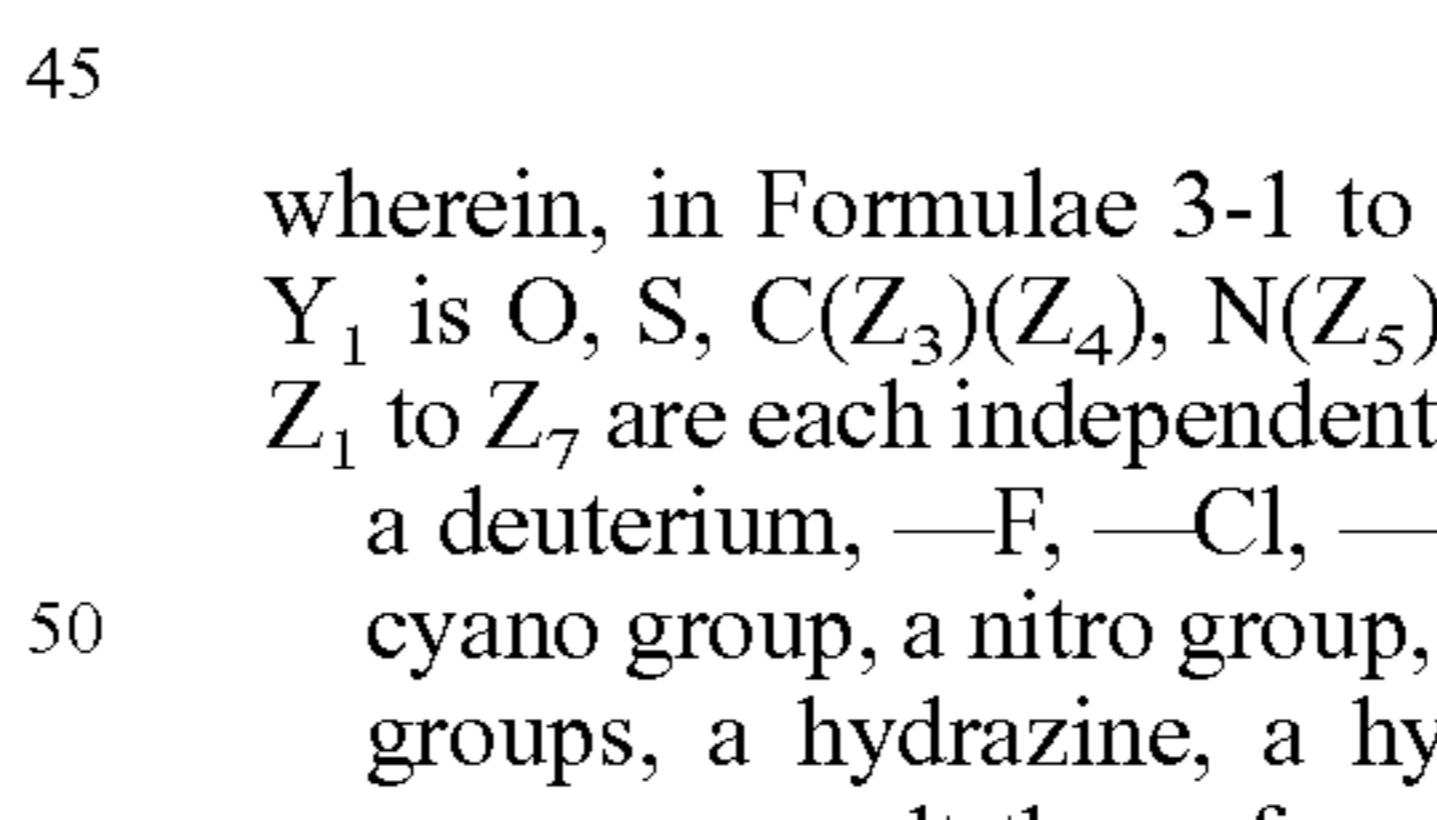 45
wherein, in Formulae 3-1 to
Y₁ is O, S, C(Z₃)(Z₄), N(Z₅)
Z₁ to Z₇ are each independent
a deuterium, —F, —Cl, —
50
cyano group, a nitro group,
groups, a hydrazine, a hy